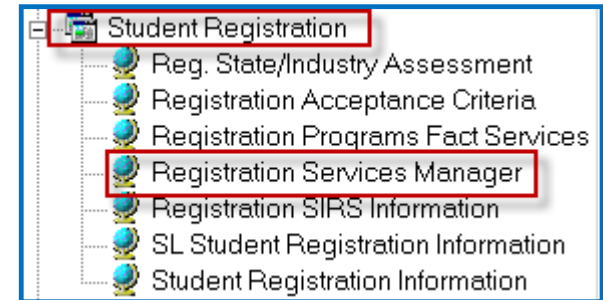 Student Registration
Reg. State/Industry Assessment
Registration Acceptance Criteria
Registration Programs Fact Services
Registration Services Manager
Registration SIRS Information
SL Student Registration Information
Student Registration Information